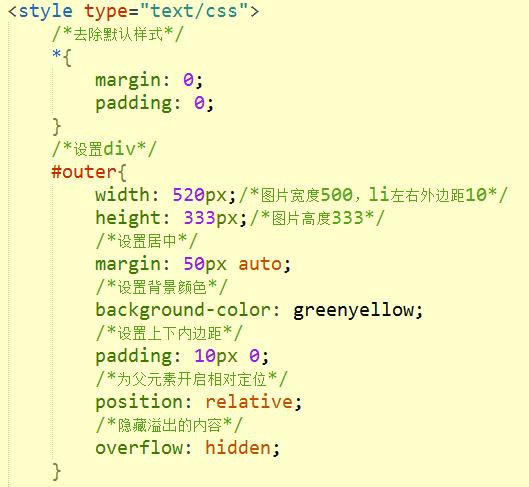 <style type="text/css">
/*去除默认样式*/
*{
margin: 0;
padding: 0;
}
/*设置div*/
#outer{
width: 520px;/*图片宽度500，li左右外边距10*/
height: 333px;/*图片高度333*/
/*设置居中*/
margin: 50px auto;
/*设置背景颜色*/
background-color: greenyellow;
/*设置上下内边距*/
padding: 10px 0;
/*为父元素开启相对定位*/
position: relative;
/*隐藏溢出的内容*/
overflow: hidden;
}